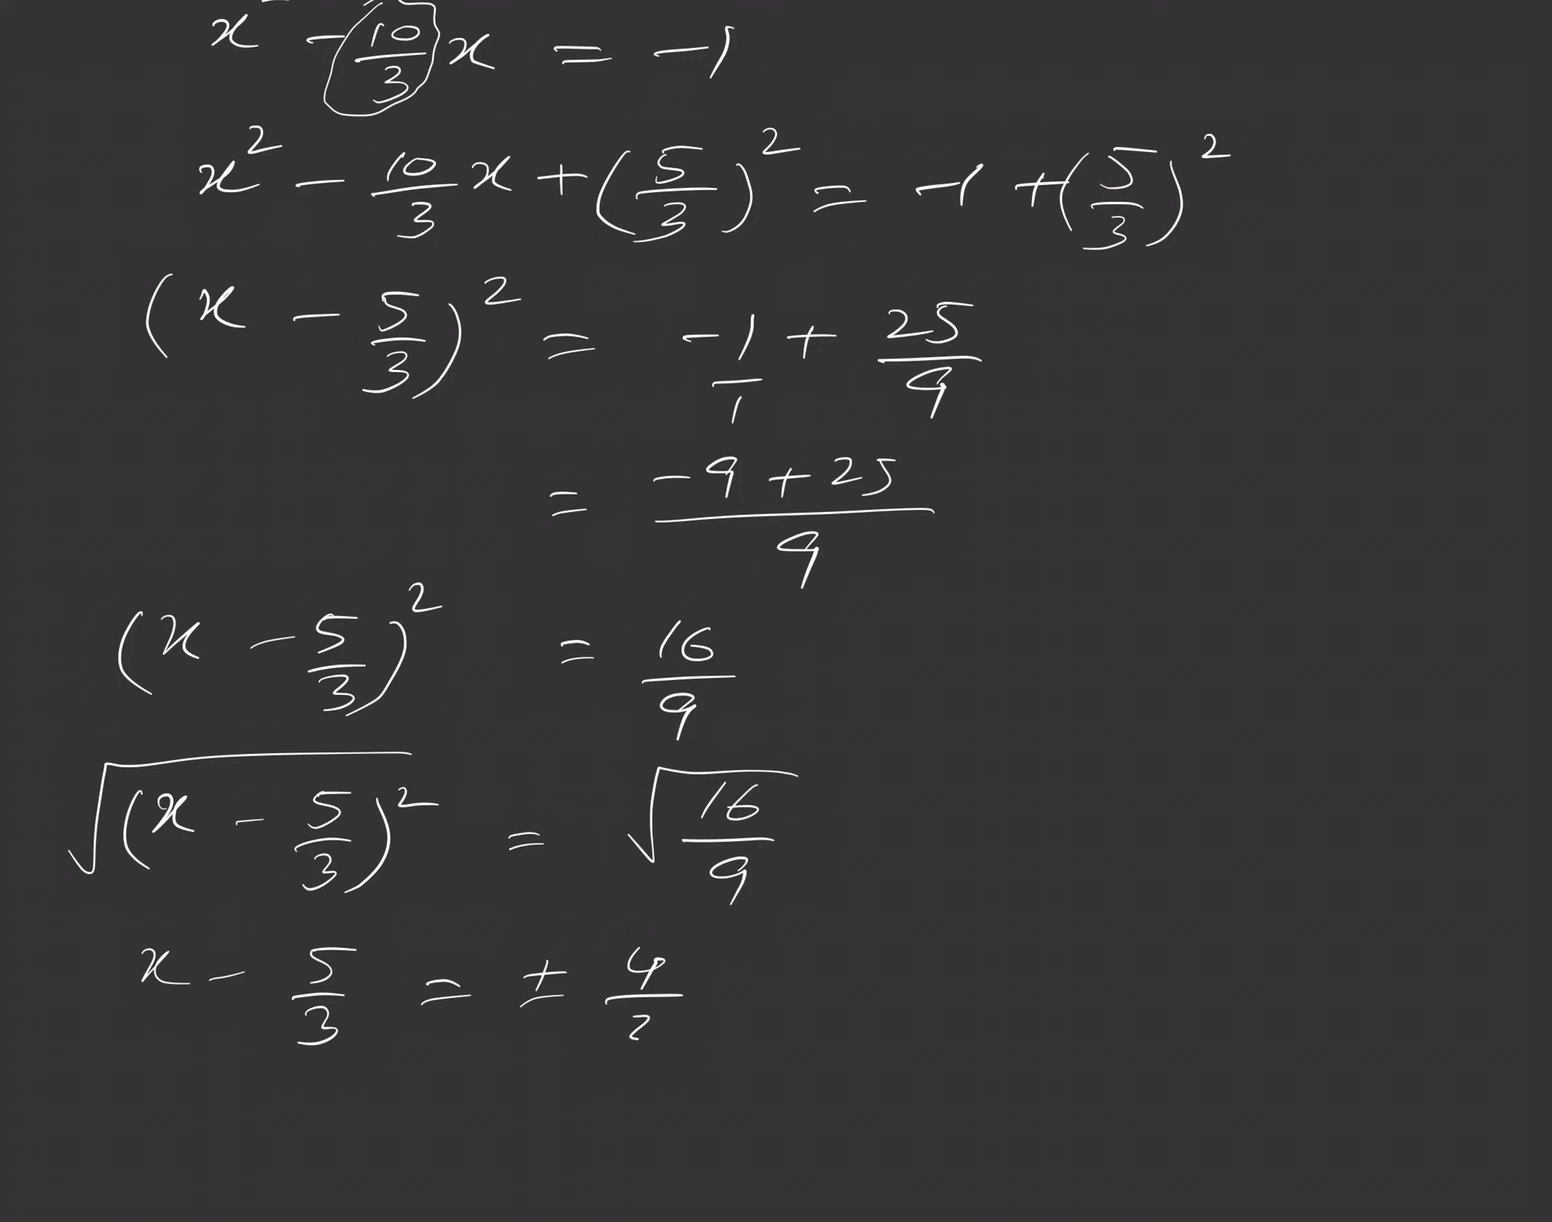 x² - 10/3 x = -1
x² - 10/3 x + (5/3)² = -1 + (5/3)²
(x - 5/3)² = -1/1 + 25/9
= -9 + 25/9
(x - 5/3)² = 16/9
√(x - 5/3)² = √16/9
x - 5/3 = ± 4/2